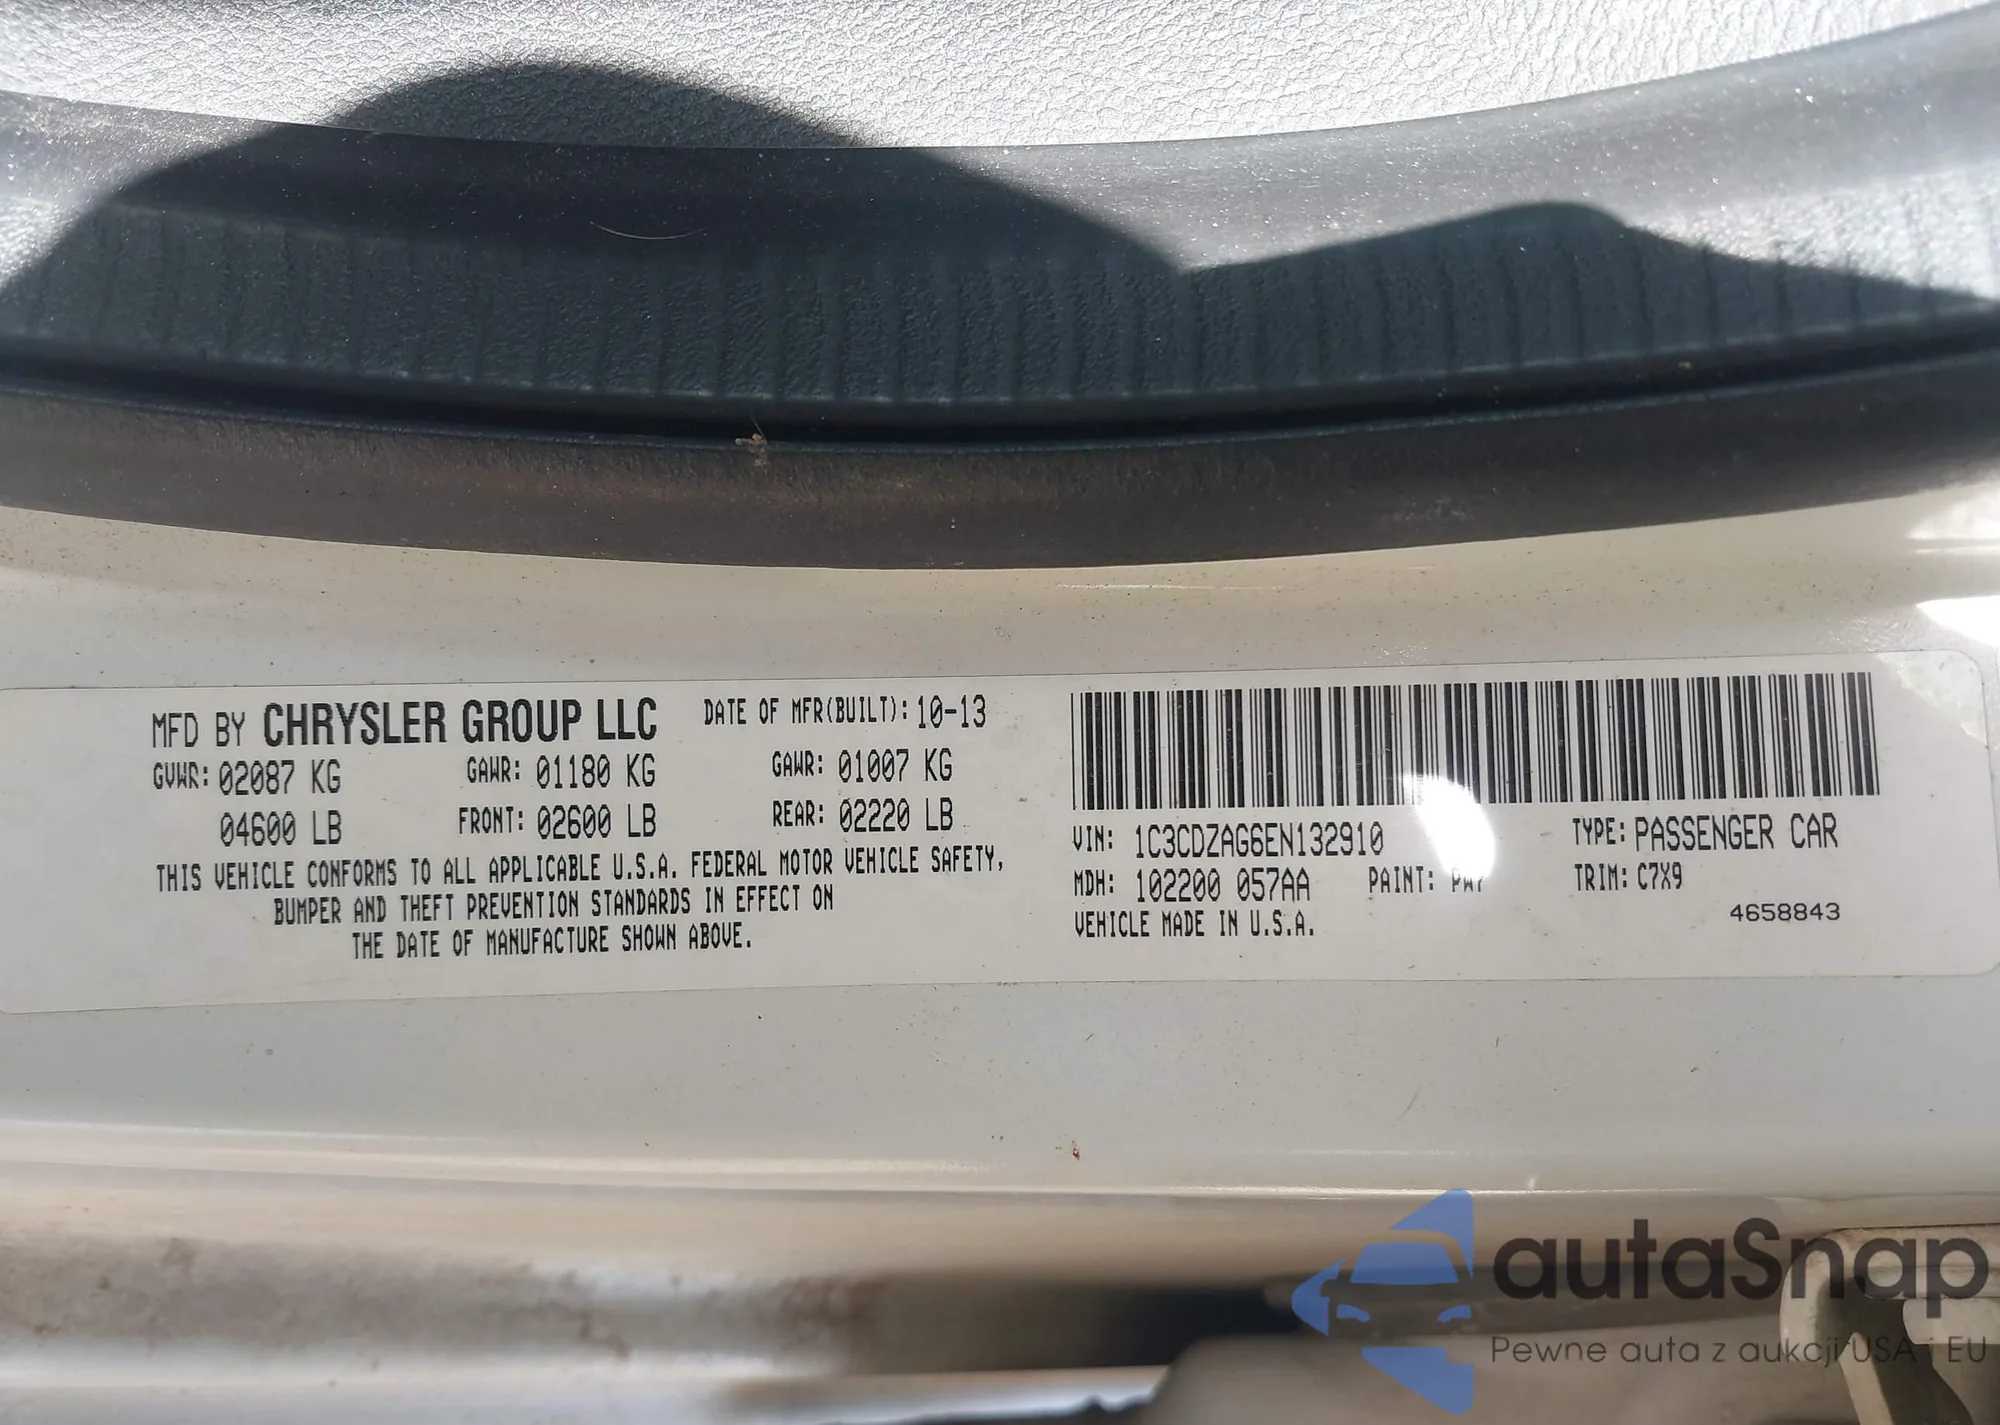 MFD BY CHRYSLER GROUP LLC DATE OF MFR(BUILT): 10-13
GVWR: 02087 KG GAWR: 01180 KG GAWR: 01007 KG
04600 LB FRONT: 02600 LB REAR: 02220 LB
THIS VEHICLE CONFORMS TO ALL APPLICABLE U.S.A. FEDERAL MOTOR VEHICLE SAFETY,
BUMPER AND THEFT PREVENTION STANDARDS IN EFFECT ON
THE DATE OF MANUFACTURE SHOWN ABOVE.
VIN: 1C3CDZAG6EN132910 TYPE: PASSENGER CAR
MDH: 102200 057AA PAINT: TRIM: C7X9
VEHICLE MADE IN U.S.A. 4658843
autaSnap
Pewne auta z aukcji USA i EU